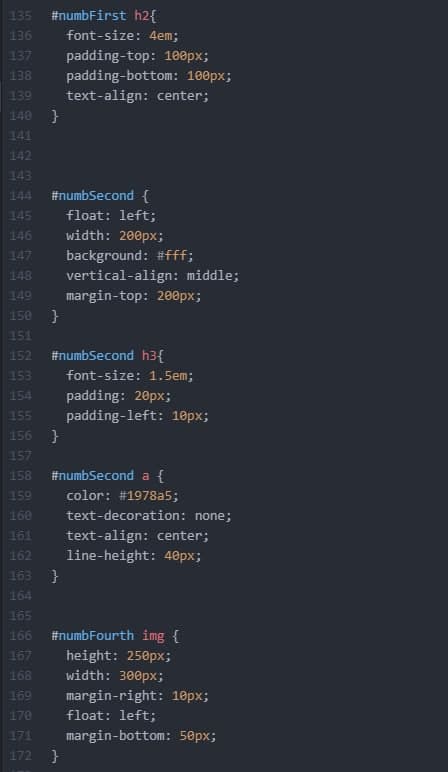 135 #numbFirst h2{
136 font-size: 4em;
137 padding-top: 100px;
138 padding-bottom: 100px;
139 text-align: center;
140 }
141
142
143
144 #numbSecond {
145 float: left;
146 width: 200px;
147 background: #fff;
148 vertical-align: middle;
149 margin-top: 200px;
150 }
151
152 #numbSecond h3{
153 font-size: 1.5em;
154 padding: 20px;
155 padding-left: 10px;
156 }
157
158 #numbSecond a {
159 color: #1978a5;
160 text-decoration: none;
161 text-align: center;
162 line-height: 40px;
163 }
164
165
166 #numbFourth img {
167 height: 250px;
168 width: 300px;
169 margin-right: 10px;
170 float: left;
171 margin-bottom: 50px;
172 }